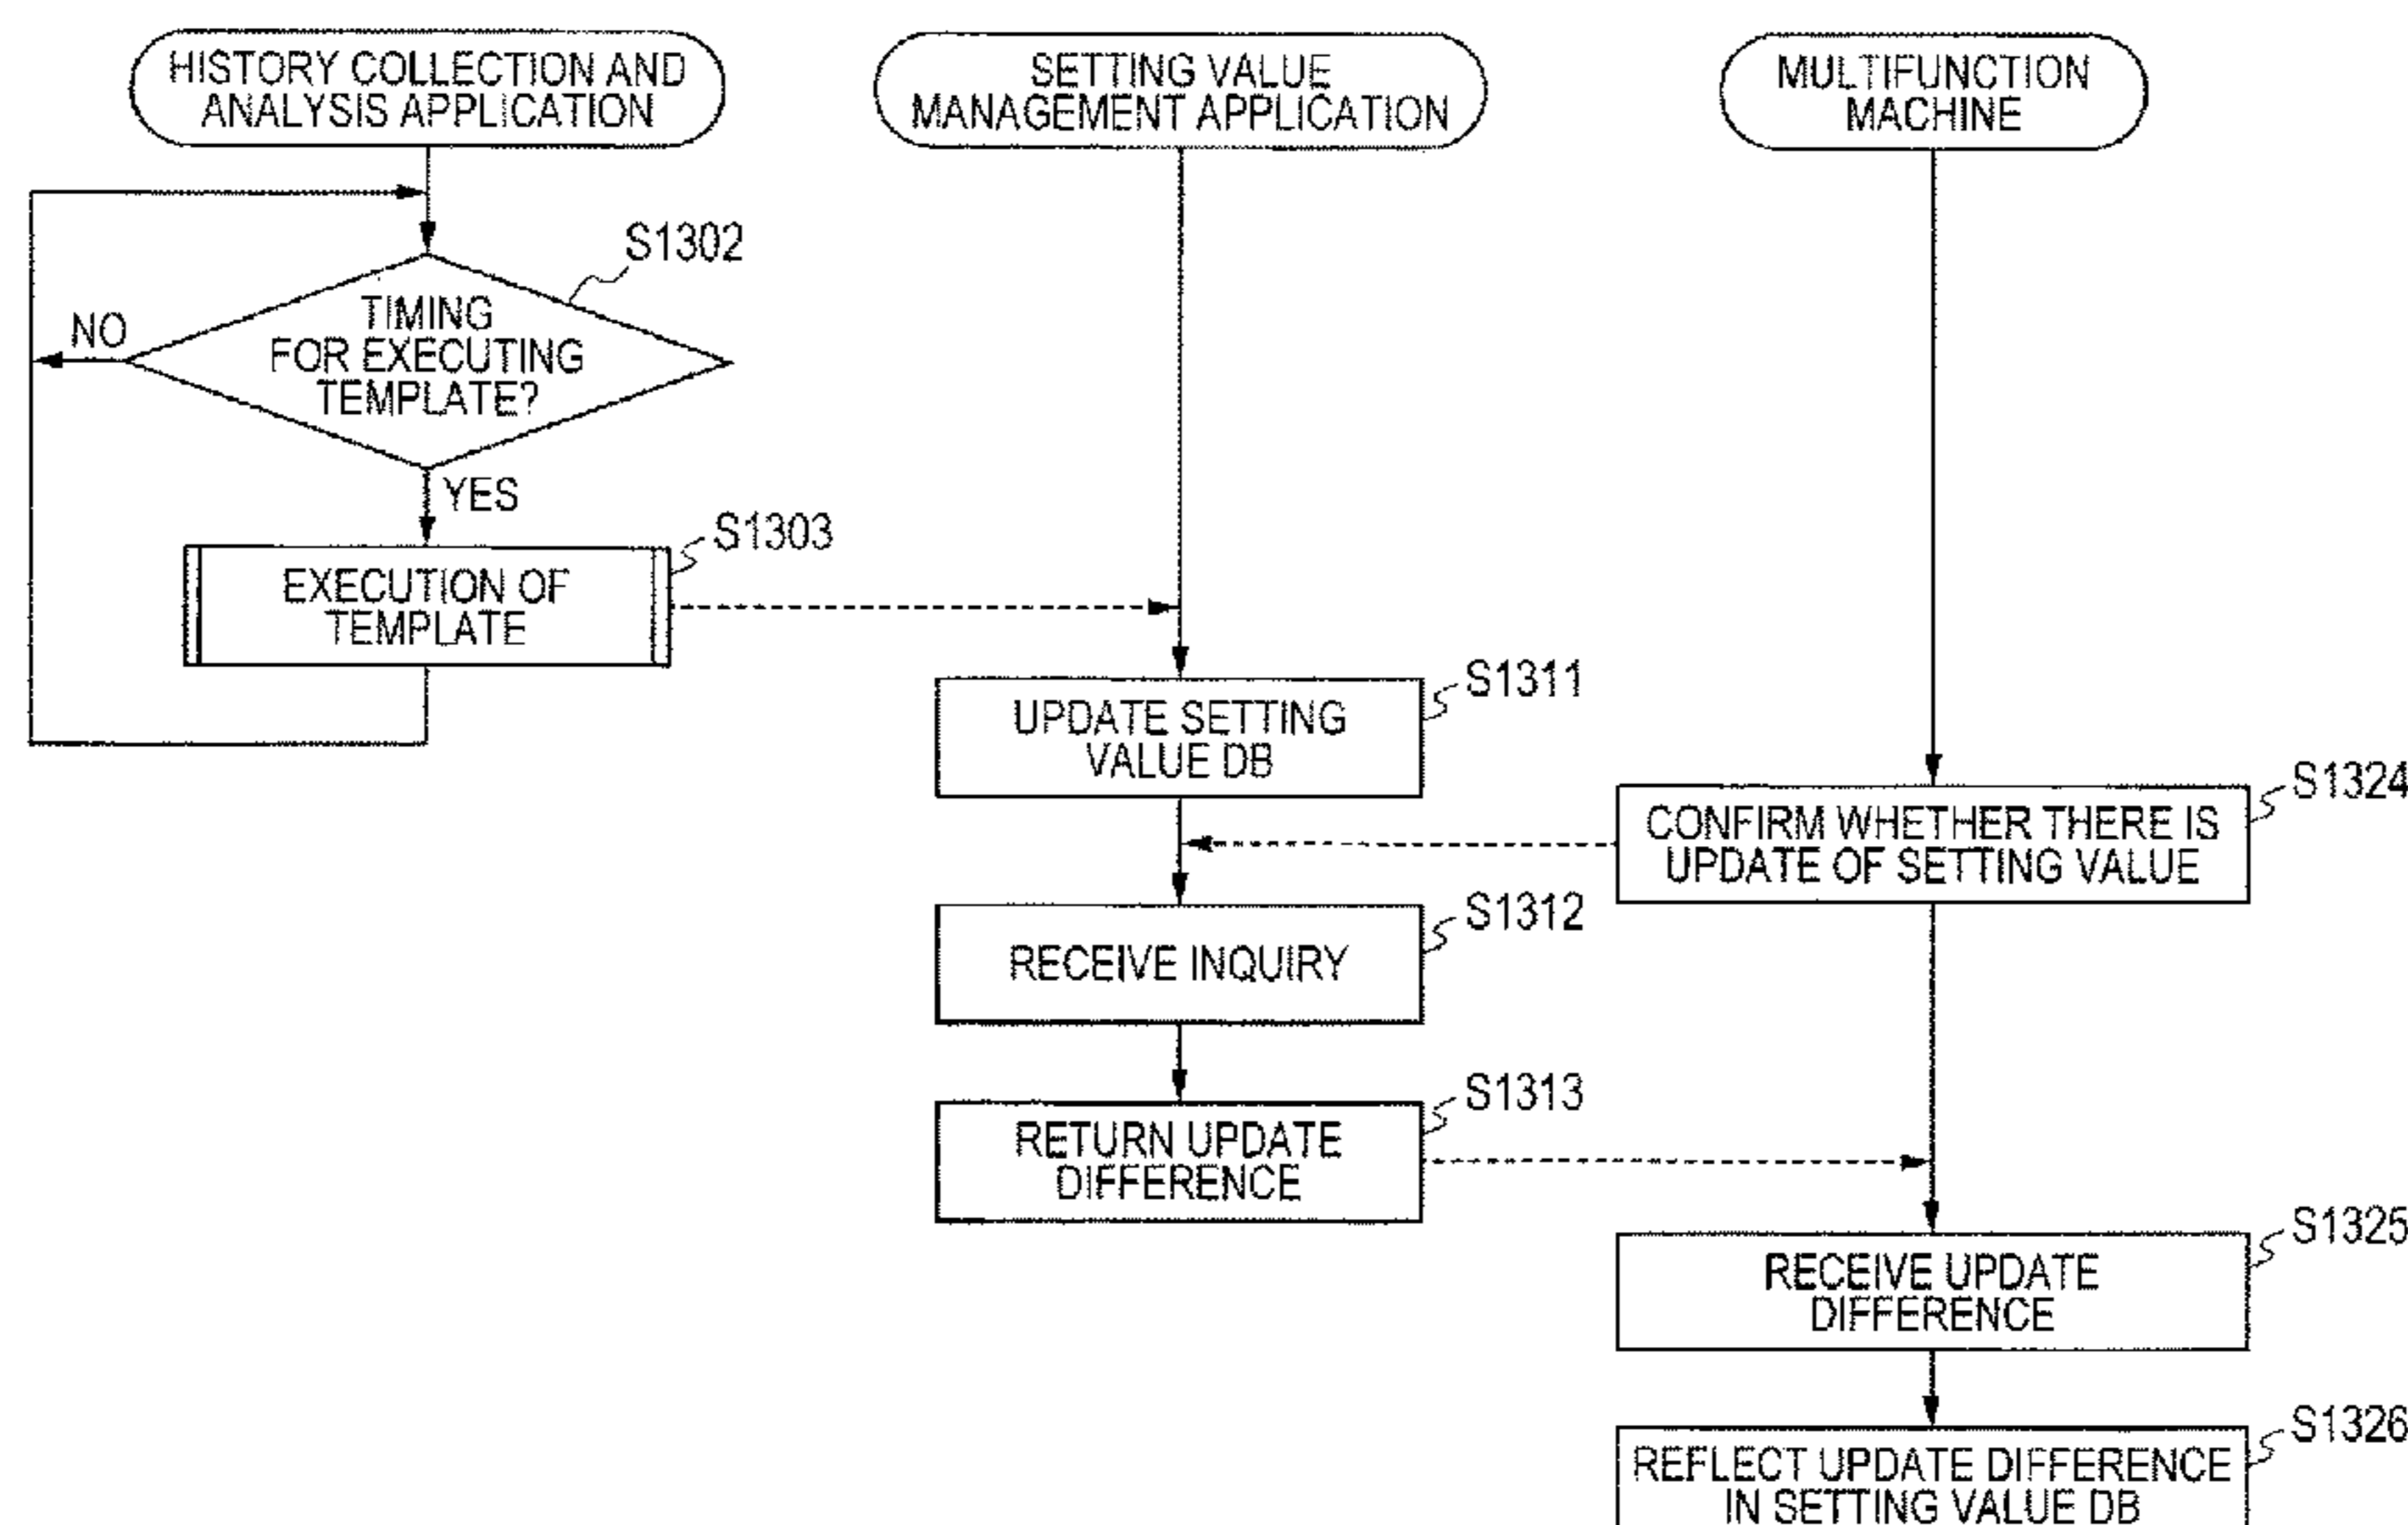 HISTORY COLLECTION AND
ANALYSIS APPLICATION
SETTING VALUE
MANAGEMENT APPLICATION
MULTIFUNCTION
MACHINE
S1302
TIMING
FOR EXECUTING
TEMPLATE?
NO
YES
S1303
EXECUTION OF
TEMPLATE
S1311
UPDATE SETTING
VALUE DB
S1324
CONFIRM WHETHER THERE IS
UPDATE OF SETTING VALUE
S1312
RECEIVE INQUIRY
S1313
RETURN UPDATE
DIFFERENCE
S1325
RECEIVE UPDATE
DIFFERENCE
S1326
REFLECT UPDATE DIFFERENCE
IN SETTING VALUE DB